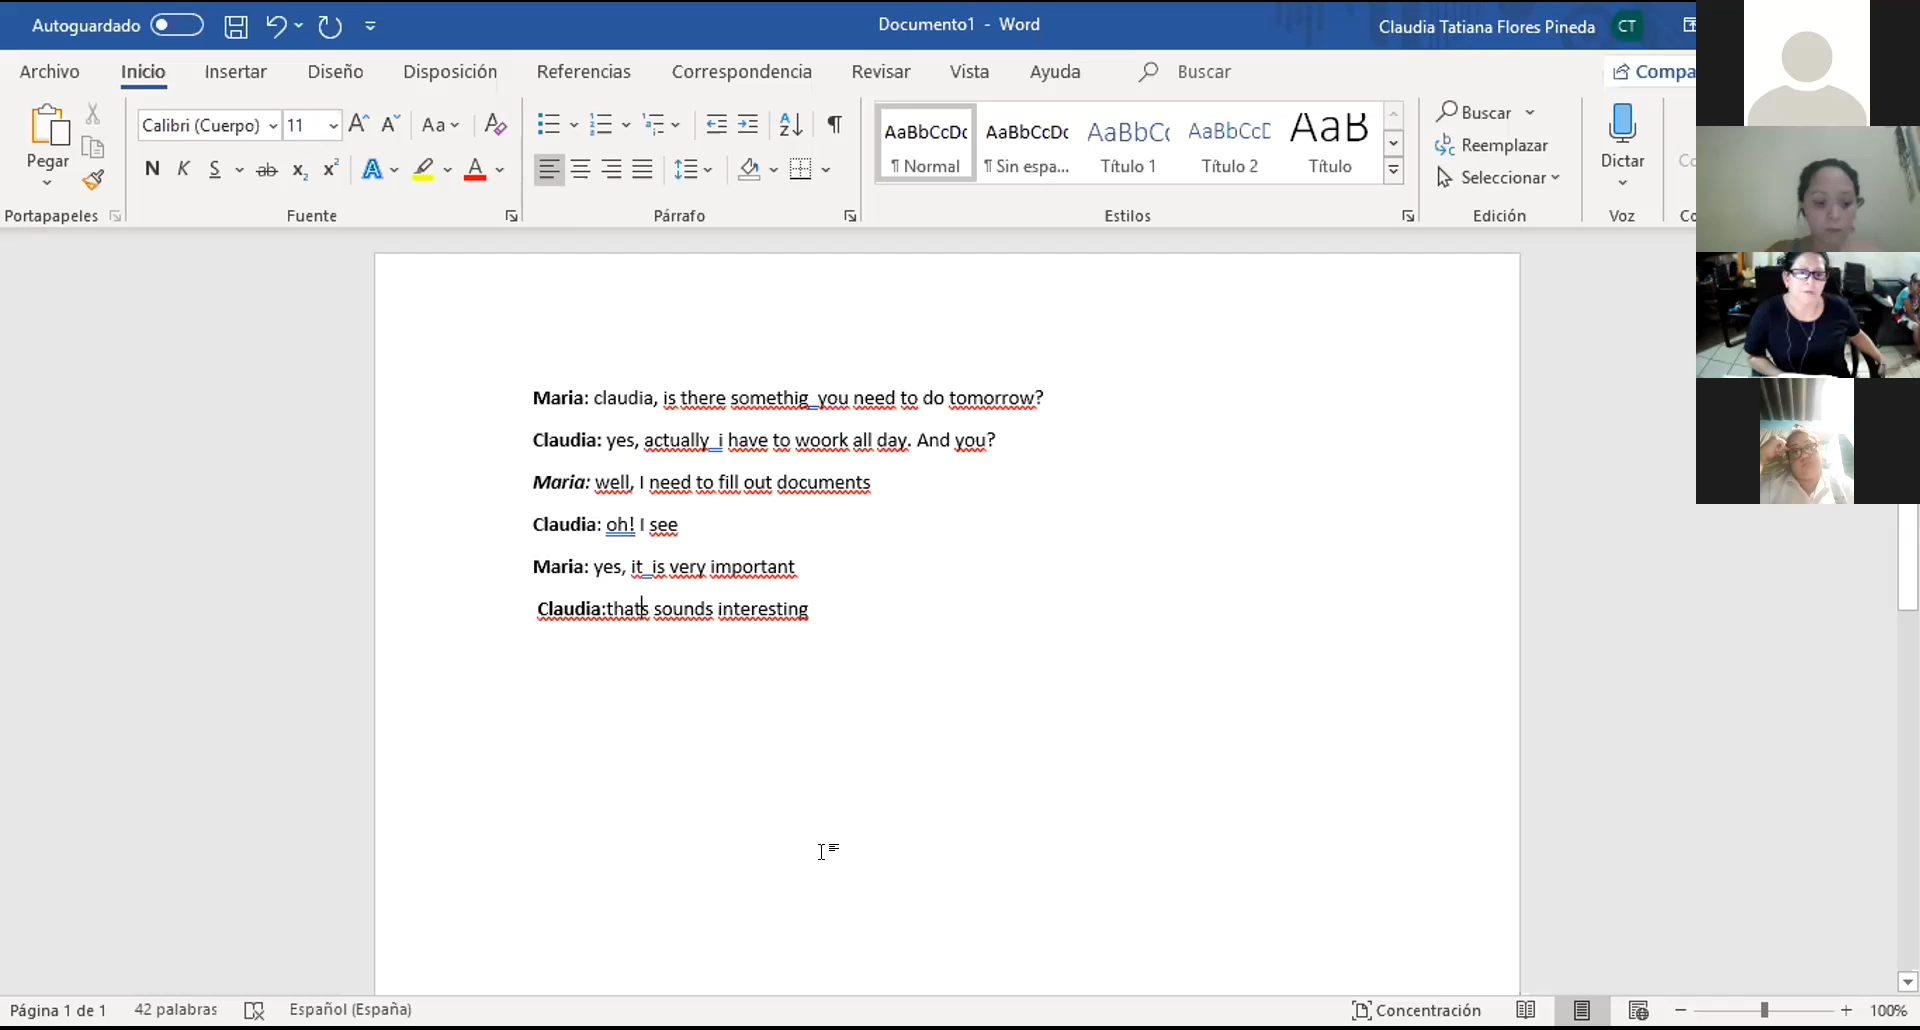 Autoguardado
Documento1 - Word
Claudia Tatiana Flores Pineda CT
Archivo Inicio Insertar Diseño Disposición Referencias Correspondencia Revisar Vista Ayuda Buscar
Compa
Calibri (Cuerpo) 11
Pegar
Aa
N K S ab x₂ x² A A
AaBbCcDc AaBbCcDc AaBbCc AaBbCcD AaB
¶ Normal ¶ Sin espa... Título 1 Título 2 Título
Buscar
Reemplazar
Seleccionar
Dictar
Portapapeles Fuente Párrafo Estilos Edición Voz
Maria: claudia, is there somethig you need to do tomorrow?
Claudia: yes, actually i have to woork all day. And you?
Maria: well, I need to fill out documents
Claudia: oh! I see
Maria: yes, it is very important
Claudia:thats sounds interesting
Página 1 de 1 42 palabras Español (España) Concentración 100%